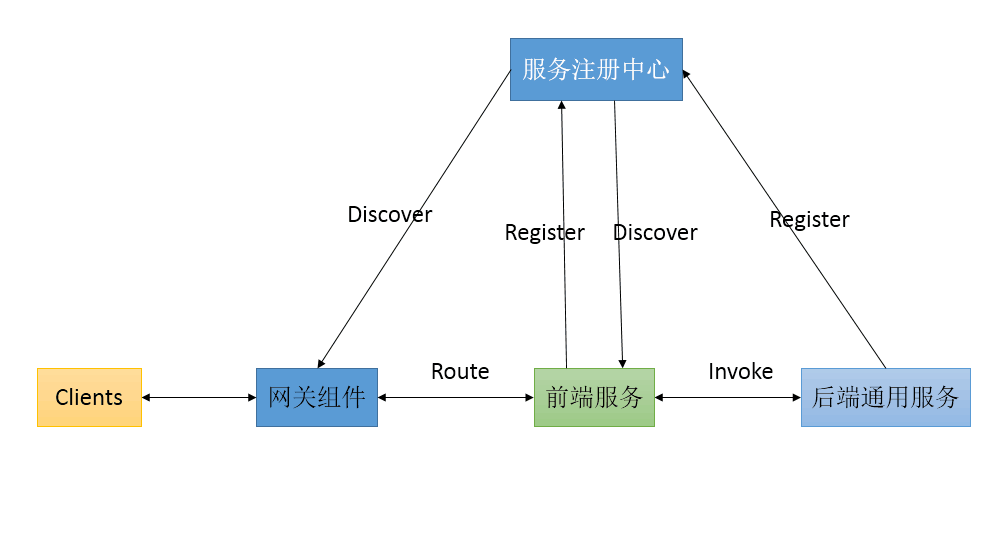 服务注册中心
Discover
Register
Discover
Register
Route
Invoke
Clients
网关组件
前端服务
后端通用服务